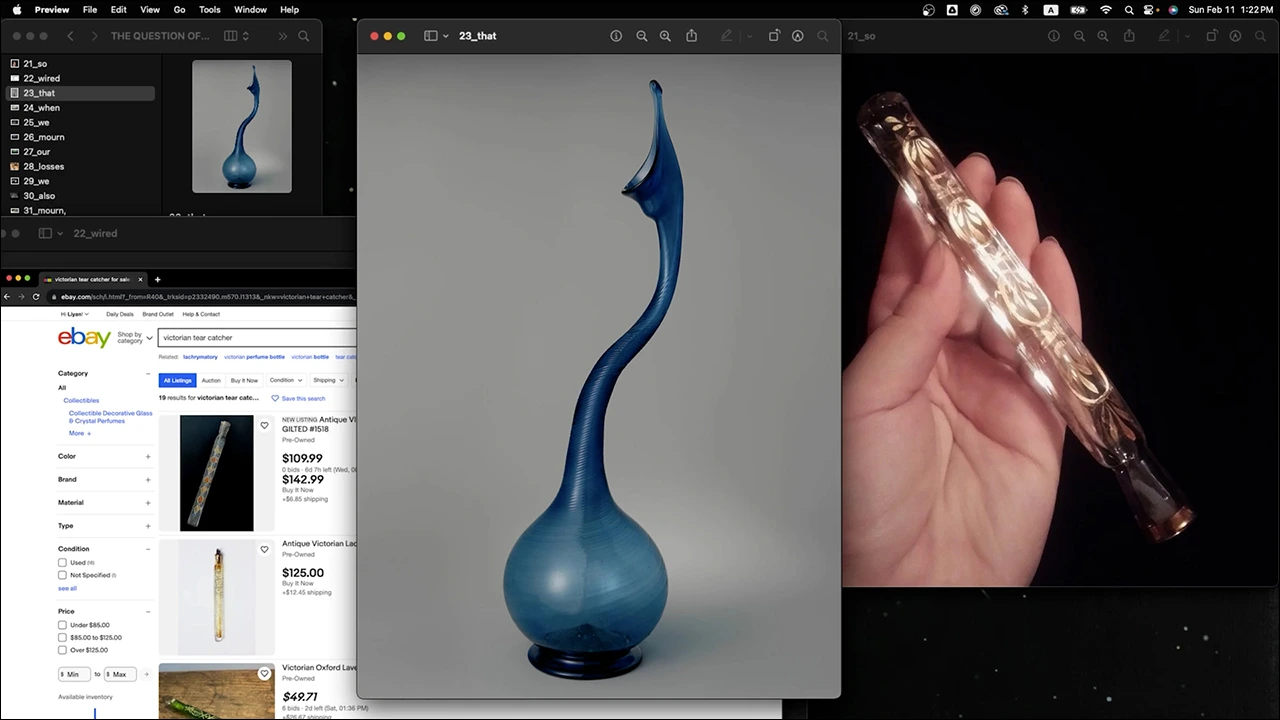 Preview File Edit View Go Tools Window Help
A
Sun Feb 11 1:22 PM
THE QUESTION OF...
21_so
22_wired
23_that
24_when
25_we
26_mourn
27_our
28_losses
29_we
30_also
31_mourn,
22_wired
23_that
21_so
victorian tear catcher for sale
ebay.com/sch/i.html?_from=R40&_trksid=p2332490.m570.l1313&_nkw=victorian+tear+catcher&_
Hi Liyan! Daily Deals Brand Outlet Help & Contact
ebay
Shop by
category
victorian tear catcher
Related: lachrymatory victorian perfume bottle victorian bottle tear
All Listings Auction Buy It Now Condition Shipping
19 results for victorian tear catc...
Save this search
Category
All
Collectibles
Collectible Decorative Glass
& Crystal Perfumes
More
Color
Brand
Material
Type
Condition
Used
Not Specified
see all
Price
Under $85.00
$85.00 to $125.00
Over $125.00
$ Min to $ Max
Available inventory
NEW LISTING Antique Vi
GILTED #1518
Pre-Owned
$109.99
0 bids · 6d 7h left (Wed,
$142.99
Buy It Now
+$6.85 shipping
Antique Victorian Lac
Pre-Owned
$125.00
Buy It Now
+$12.45 shipping
Victorian Oxford Lave
Pre-Owned
$49.71
6 bids · 2d left (Sat, 01:36 PM)
+$26.67 shipping